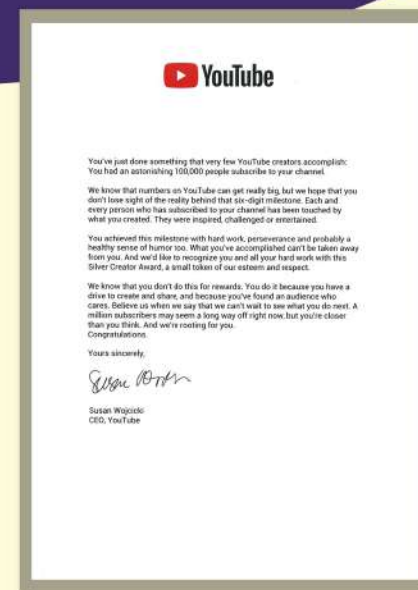 YouTube
You've just done something that very few YouTube creators accomplish:
You had an astonishing 100,000 people subscribe to your channel.
We know that numbers on YouTube can get really big, but we hope that you
don't lose sight of the reality behind that six-digit milestone. Each and
every person who has subscribed to your channel has been touched by
what you created. They were inspired, challenged or entertained.
You achieved this milestone with hard work, perseverance and probably a
healthy sense of humor too. What you've accomplished can't be taken away
from you. And we'd like to recognize you and all your hard work with this
Silver Creator Award, a small token of our esteem and respect.
We know that you don't do this for rewards. You do it because you have a
drive to create and share, and because you've found an audience who
cares. Believe us when we say that we can't wait to see what you do next. A
million subscribers may seem a long way off right now, but you're closer
than you think. And we're rooting for you.
Congratulations.
Yours sincerely,
Susan Wojcicki
CEO, YouTube